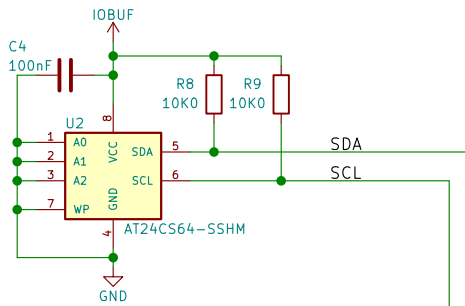 IOBUF
C4
100nF
R8
10K0
R9
10K0
U2
8
VCC
1
A0
2
A1
3
A2
7
WP
SDA
5
SDA
SCL
6
SCL
GND
4
AT24CS64-SSHM
GND